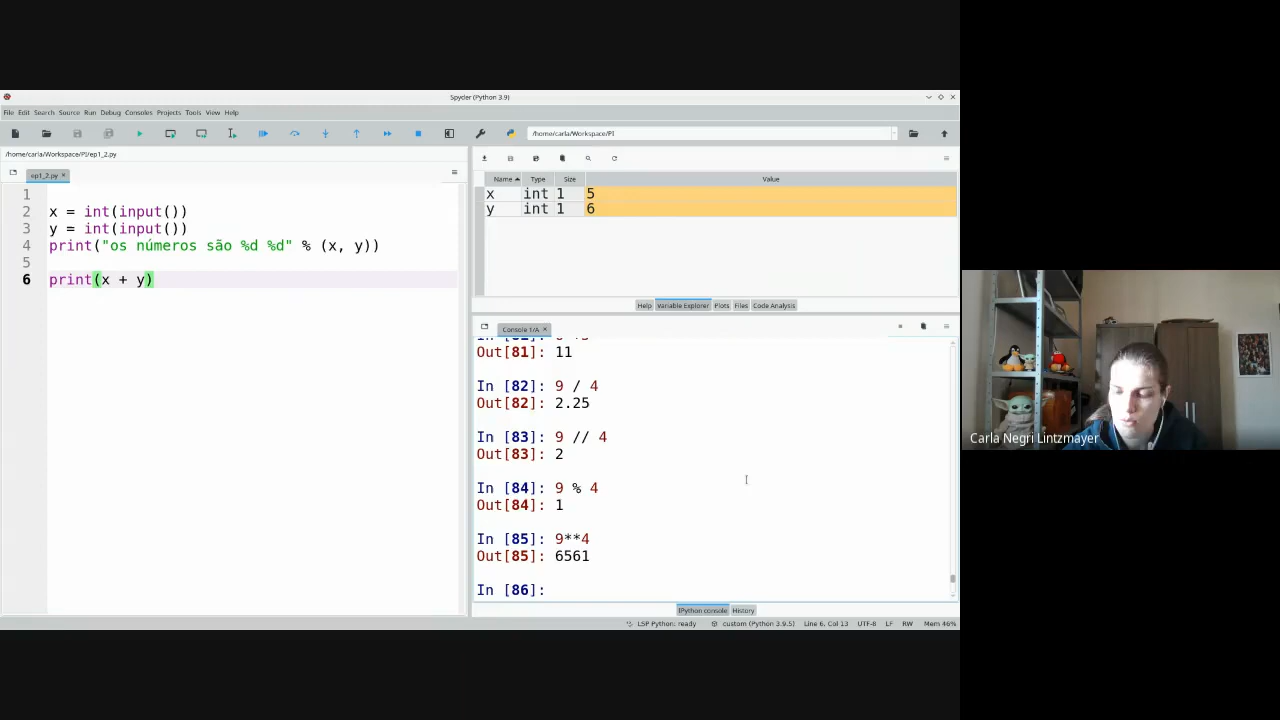 Spyder (Python 3.9)
File Edit Search Source Run Debug Consoles Projects Tools View Help
/home/carla/Workspace/PI
/home/carla/Workspace/PI/ep1_2.py
ep1_2.py
1
2 x = int(input())
3 y = int(input())
4 print("os números são %d %d" % (x, y))
5
6 print(x + y)
Name Type Size Value
x int 1 5
y int 1 6
Help Variable Explorer Plots Files Code Analysis
Console 1/A
Out[81]: 11
In [82]: 9 / 4
Out[82]: 2.25
In [83]: 9 // 4
Out[83]: 2
In [84]: 9 % 4
Out[84]: 1
In [85]: 9**4
Out[85]: 6561
In [86]:
IPython console History
LSP Python: ready custom (Python 3.9.5) Line 6, Col 13 UTF-8 LF RW Mem 46%
Carla Negri Lintzmayer